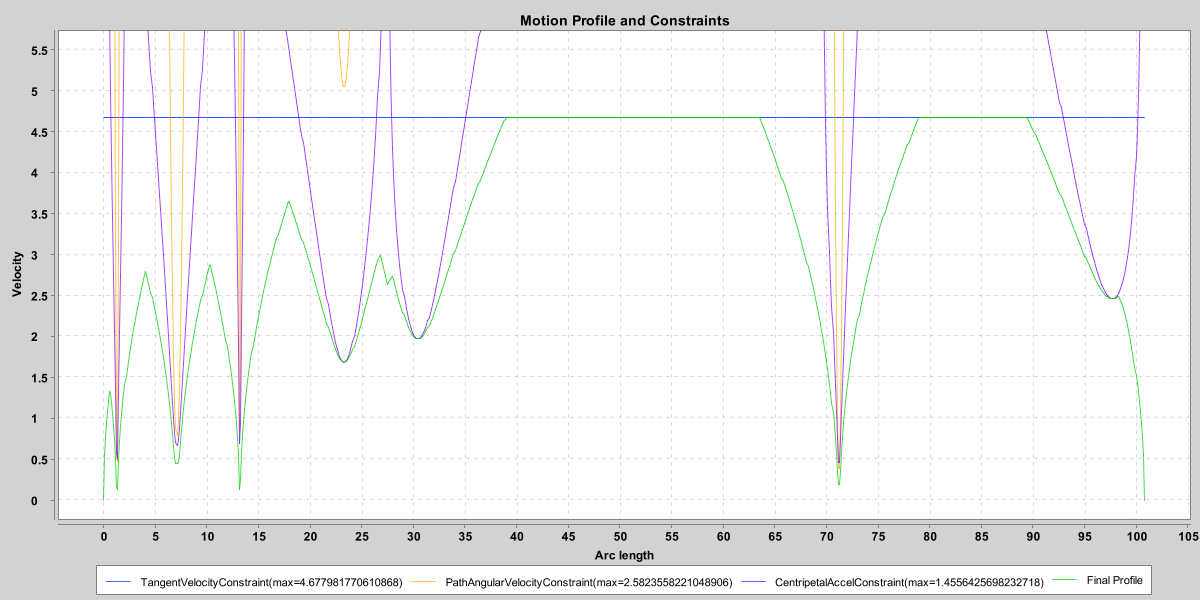 Motion Profile and Constraints
5.5
5
4.5
4
3.5
3
2.5
2
1.5
1
0.5
0
Velocity
0 5 10 15 20 25 30 35 40 45 50 55 60 65 70 75 80 85 90 95 100 105
Arc length
TangentVelocityConstraint(max=4.677981770610868) PathAngularVelocityConstraint(max=2.5823558221048906) CentripetalAccelConstraint(max=1.4556425698232718) Final Profile